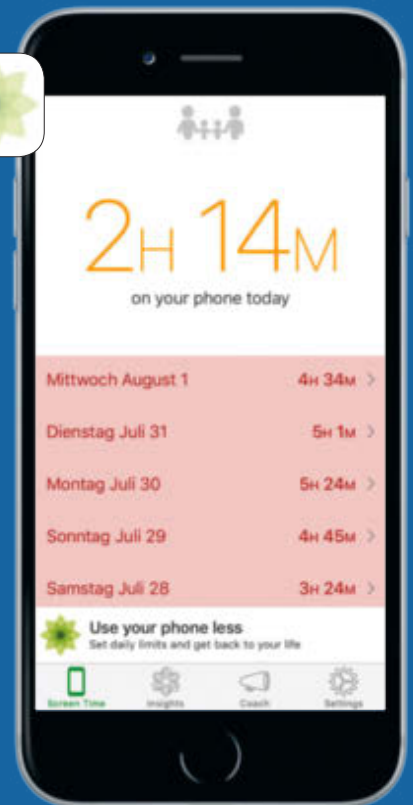 2H 14M
on your phone today
Mittwoch August 1 4H 34M
Dienstag Juli 31 5H 1M
Montag Juli 30 5H 24M
Sonntag Juli 29 4H 45M
Samstag Juli 28 3H 24M
Use your phone less
Set daily limits and get back to your life
Screen Time Insights Coach Settings